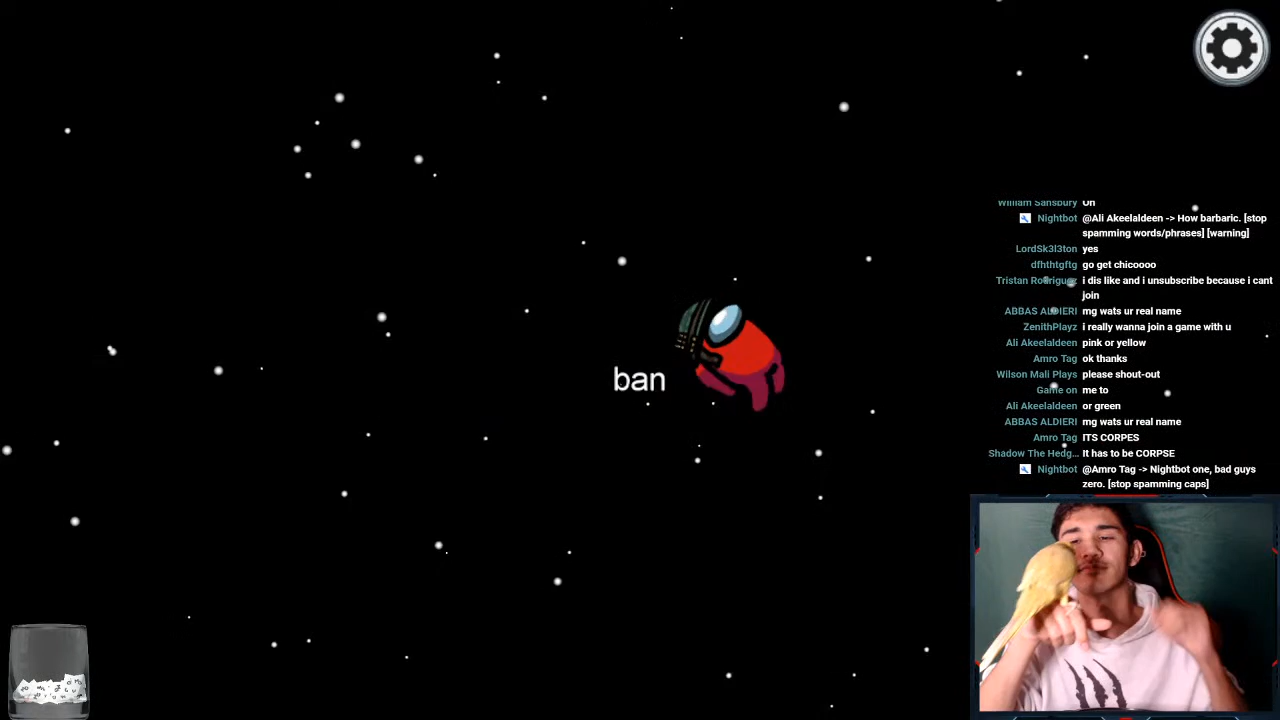 ban
William Sansbury Oh
Nightbot @Ali Akeelaldeen -> How barbaric. [stop
spamming words/phrases] [warning]
LordSk3l3ton yes
dfhthtgftg go get chicoooo
Tristan Rodriguez i dis like and i unsubscribe because i cant
join
ABBAS ALDIERI mg wats ur real name
ZenithPlayz i really wanna join a game with u
Ali Akeelaldeen pink or yellow
Amro Tag ok thanks
Wilson Mali Plays please shout-out
Game on me to
Ali Akeelaldeen or green
ABBAS ALDIERI mg wats ur real name
Amro Tag ITS CORPES
Shadow The Hedg... It has to be CORPSE
Nightbot @Amro Tag -> Nightbot one, bad guys
zero. [stop spamming caps]